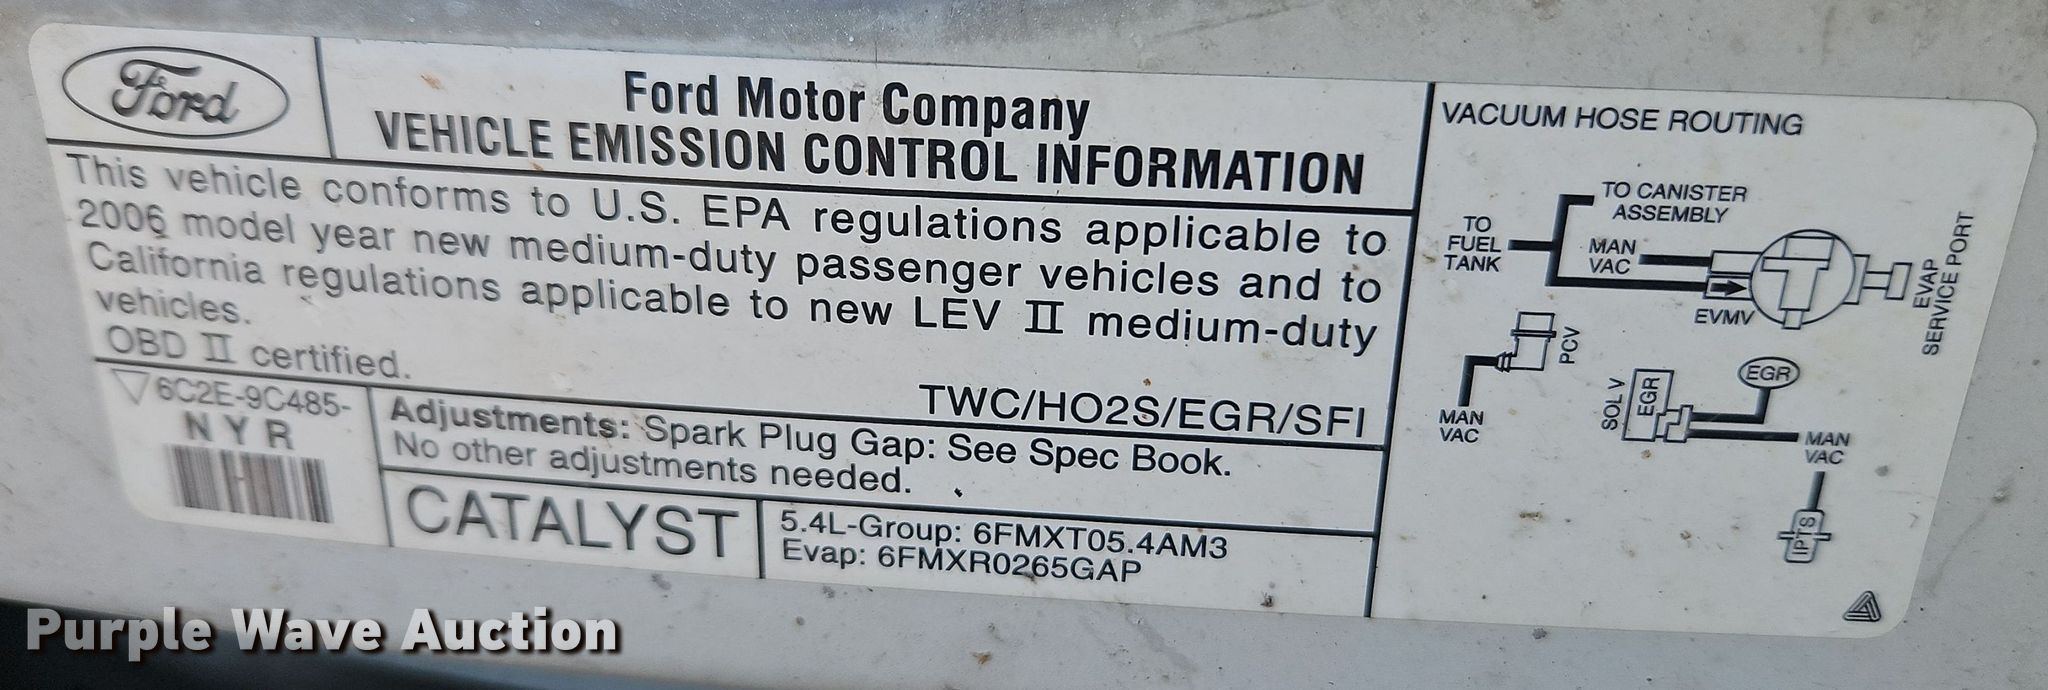 Ford
Ford Motor Company
VEHICLE EMISSION CONTROL INFORMATION
This vehicle conforms to U.S. EPA regulations applicable to
2006 model year new medium-duty passenger vehicles and to
California regulations applicable to new LEV II medium-duty
vehicles.
OBD II certified.
TWC/HO2S/EGR/SFI
6C2E-9C485-
NYR
H
Adjustments: Spark Plug Gap: See Spec Book.
No other adjustments needed.
CATALYST
5.4L-Group: 6FMXT05.4AM3
Evap: 6FMXR0265GAP
VACUUM HOSE ROUTING
TO CANISTER
ASSEMBLY
TO
FUEL
TANK
MAN
VAC
EVMV
EVAP
SERVICE PORT
PCV
MAN
VAC
SOL V
EGR
EGR
MAN
VAC
IPTS
Purple Wave Auction